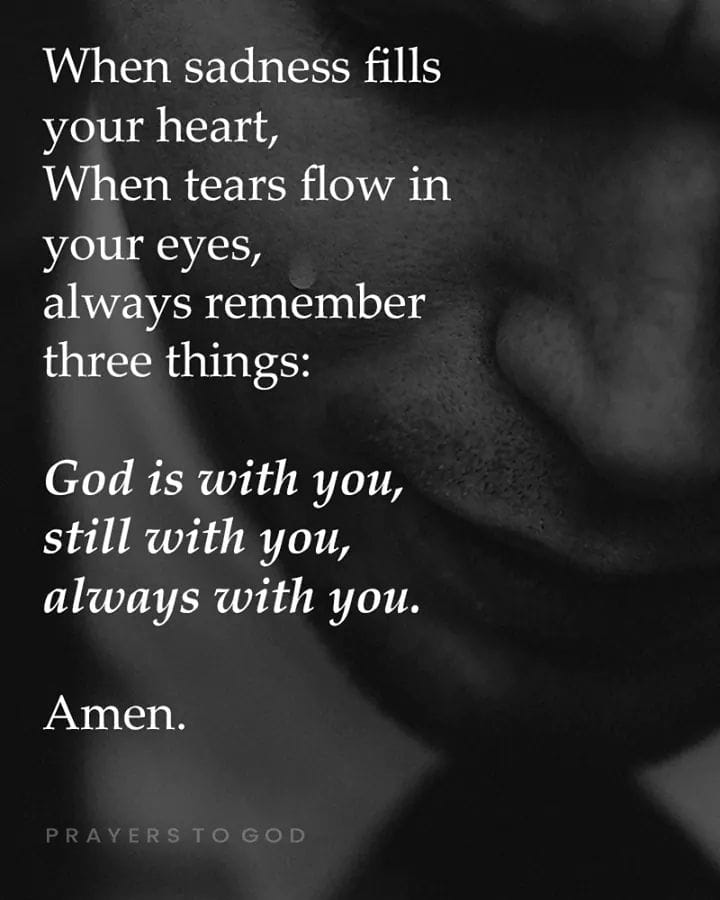 When sadness fills
your heart,
When tears flow in
your eyes,
always remember
three things:
God is with you,
still with you,
always with you.
Amen.
PRAYERS TO GOD